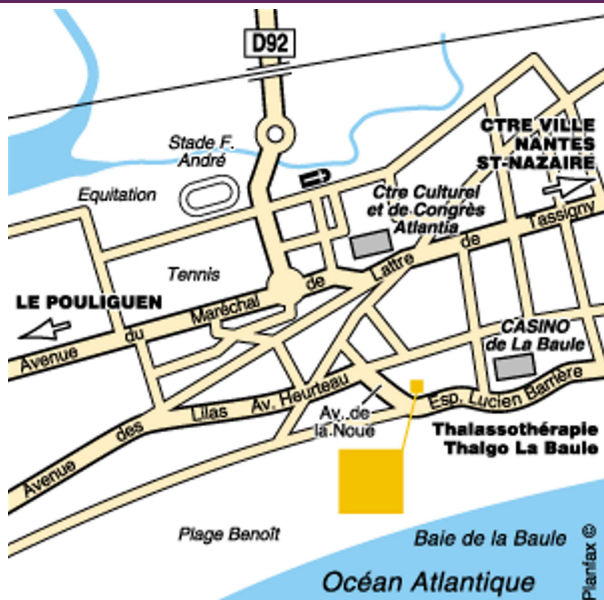 D92
Stade F.
André
CTRE VILLE
NANTES
ST-NAZAIRE
Equitation
Ctre Culturel
et de Congrès
Atlantia
Tennis
LE POULIGUEN
Avenue du Maréchal de Lattre de Tassigny
CASINO
de La Baule
Avenue des Lilas
Av. Heurteau
Esp. Lucien Barrière
Av. de
la Noue
Thalassothérapie
Thalgo La Baule
Plage Benoît
Baie de la Baule
Océan Atlantique
Planfax ©